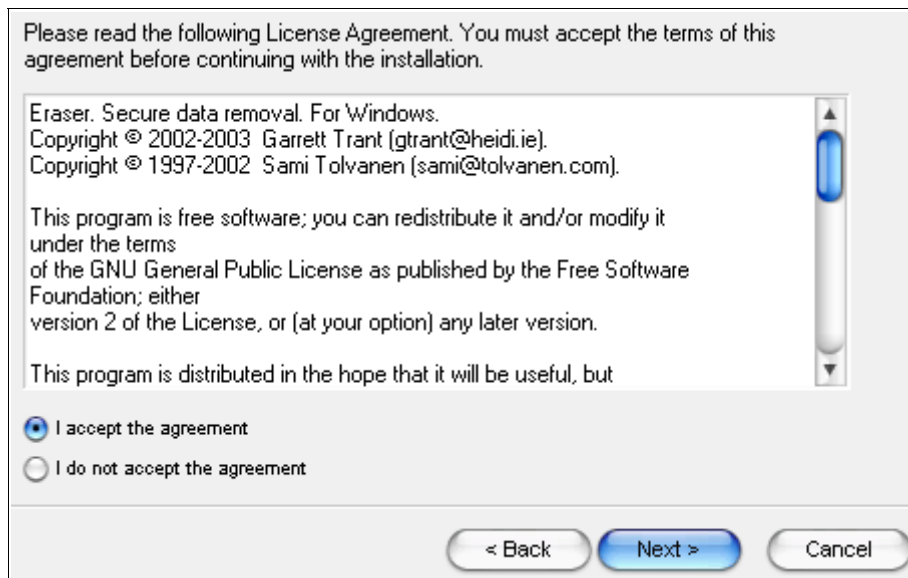 Please read the following License Agreement. You must accept the terms of this
agreement before continuing with the installation.
Eraser. Secure data removal. For Windows.
Copyright © 2002-2003  Garrett Trant (gtrant@heidi.ie).
Copyright © 1997-2002  Sami Tolvanen (sami@tolvanen.com).
This program is free software; you can redistribute it and/or modify it
under the terms
of the GNU General Public License as published by the Free Software
Foundation; either
version 2 of the License, or (at your option) any later version.
This program is distributed in the hope that it will be useful, but
I accept the agreement
I do not accept the agreement
< Back
Next >
Cancel